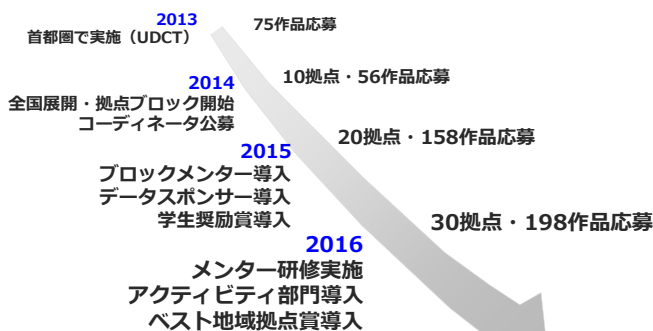 2013
首都圏で実施（UDCT）
75作品応募
2014
全国展開・拠点ブロック開始
コーディネータ公募
10拠点・56作品応募
2015
ブロックメンター導入
データスポンサー導入
学生奨励賞導入
20拠点・158作品応募
2016
メンター研修実施
アクティビティ部門導入
ベスト地域拠点賞導入
30拠点・198作品応募